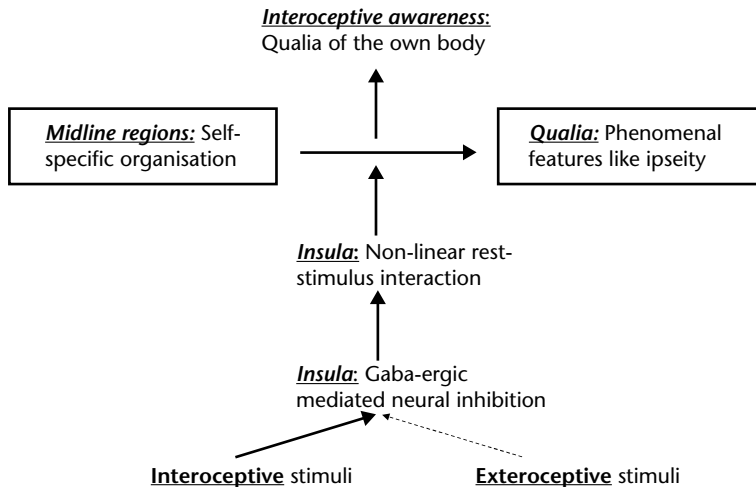 Interoceptive awareness:
Qualia of the own body
Midline regions: Self-
specific organisation
Qualia: Phenomenal
features like ipseity
Insula: Non-linear rest-
stimulus interaction
Insula: Gaba-ergic
mediated neural inhibition
Interoceptive stimuli
Exteroceptive stimuli